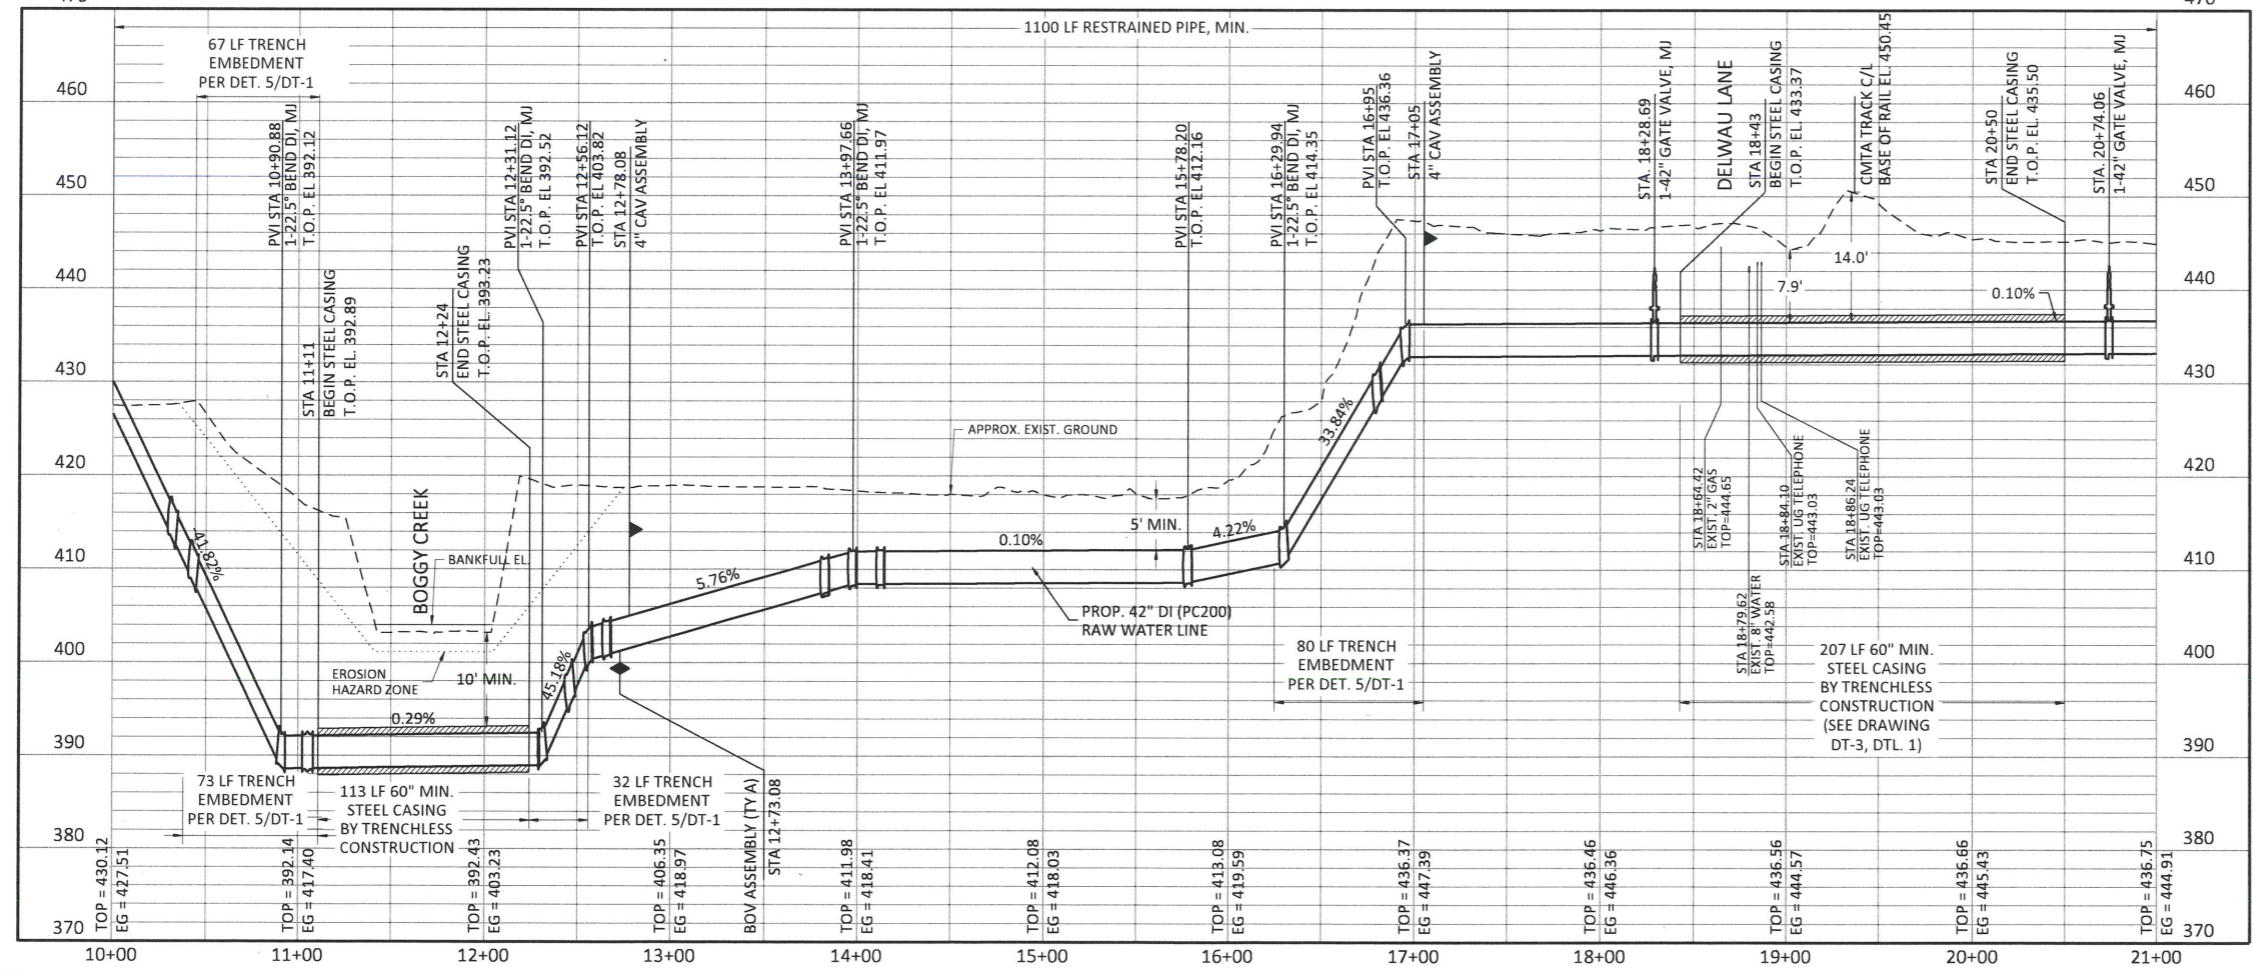 470
1100 LF RESTRAINED PIPE, MIN.
67 LF TRENCH
EMBEDMENT
PER DET. 5/DT-1
460
450
440
430
420
410
400
390
380
370
460
450
440
430
420
410
400
390
380
370
PVI STA 10+90.88
1-22.5° BEND DI, MJ
T.O.P. EL 392.12
STA 11+11
BEGIN STEEL CASING
T.O.P. EL. 392.89
STA 12+24
END STEEL CASING
T.O.P. EL. 393.23
PVI STA 12+31.12
1-22.5° BEND DI, MJ
T.O.P. EL 392.52
PVI STA 12+56.12
T.O.P. EL 403.82
STA 12+78.08
4" CAV ASSEMBLY
PVI STA 13+97.66
1-22.5° BEND DI, MJ
T.O.P. EL 411.97
PVI STA 15+78.20
T.O.P. EL 412.16
PVI STA 16+29.94
1-22.5° BEND DI, MJ
T.O.P. EL 414.35
PVI STA 16+95
T.O.P. EL 436.36
STA 17+05
4" CAV ASSEMBLY
STA. 18+28.69
1-42" GATE VALVE, MJ
DELWAU LANE
STA 18+43
BEGIN STEEL CASING
T.O.P. EL. 433.37
CMTA TRACK C/L
BASE OF RAIL EL. 450.45
STA 20+50
END STEEL CASING
T.O.P. EL. 435.50
STA. 20+74.06
1-42" GATE VALVE, MJ
14.0'
7.9'
0.10%
41.82%
BOGGY CREEK
BANKFULL EL.
EROSION
HAZARD ZONE
10' MIN.
0.29%
45.18%
5.76%
APPROX. EXIST. GROUND
0.10%
5' MIN.
4.22%
33.84%
PROP. 42" DI (PC200)
RAW WATER LINE
STA 18+64.42
EXIST. 2" GAS
TOP=444.65
STA 18+79.62
EXIST. 8" WATER
TOP=442.58
STA 18+84.10
EXIST. UG TELEPHONE
TOP=443.03
STA 18+86.24
EXIST. UG TELEPHONE
TOP=443.03
80 LF TRENCH
EMBEDMENT
PER DET. 5/DT-1
207 LF 60" MIN.
STEEL CASING
BY TRENCHLESS
CONSTRUCTION
(SEE DRAWING
DT-3, DTL. 1)
73 LF TRENCH
EMBEDMENT
PER DET. 5/DT-1
113 LF 60" MIN.
STEEL CASING
BY TRENCHLESS
CONSTRUCTION
32 LF TRENCH
EMBEDMENT
PER DET. 5/DT-1
BOV ASSEMBLY (TY A)
STA 12+73.08
TOP = 430.12
EG = 427.51
TOP = 392.14
EG = 417.40
TOP = 392.43
EG = 403.23
TOP = 406.35
EG = 418.97
TOP = 411.98
EG = 418.41
TOP = 412.08
EG = 418.03
TOP = 413.08
EG = 419.59
TOP = 436.37
EG = 447.39
TOP = 436.46
EG = 446.36
TOP = 436.56
EG = 444.57
TOP = 436.66
EG = 445.43
TOP = 436.75
EG = 444.91
10+00
11+00
12+00
13+00
14+00
15+00
16+00
17+00
18+00
19+00
20+00
21+00